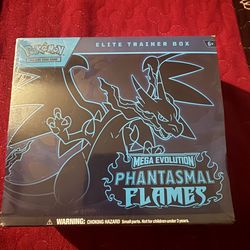 POKÉMON
TRADING CARD GAME
ELITE TRAINER BOX
6+
MEGA EVOLUTION
PHANTASMAL
FLAMES
WARNING: CHOKING HAZARD Small parts. Not for children under 3 years.